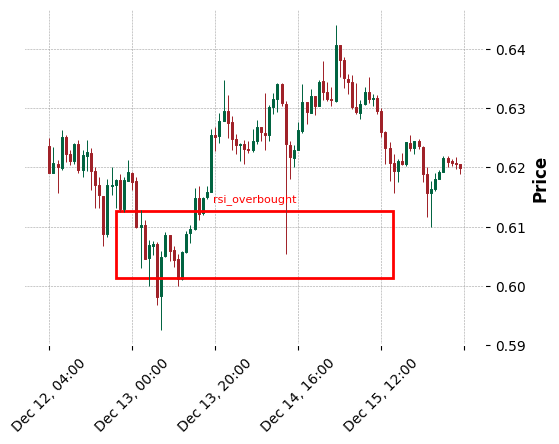 0.64
0.63
0.62
0.61
0.60
0.59
Price
rsi_overbought
Dec 12, 04:00
Dec 13, 00:00
Dec 13, 20:00
Dec 14, 16:00
Dec 15, 12:00